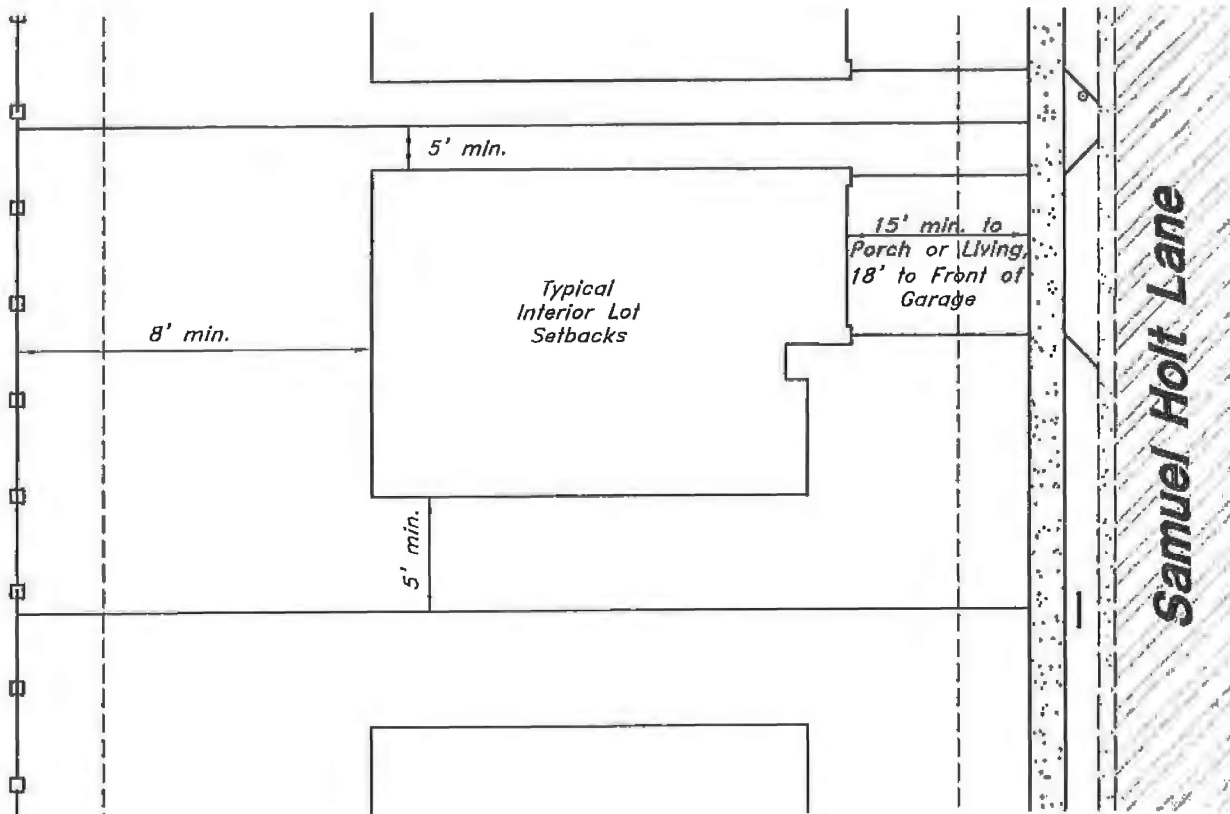 5' min.
15' min. to
Porch or Living,
18' to Front of
Garage
Typical
Interior Lot
Setbacks
8' min.
5' min.
Samuel Holt Lane